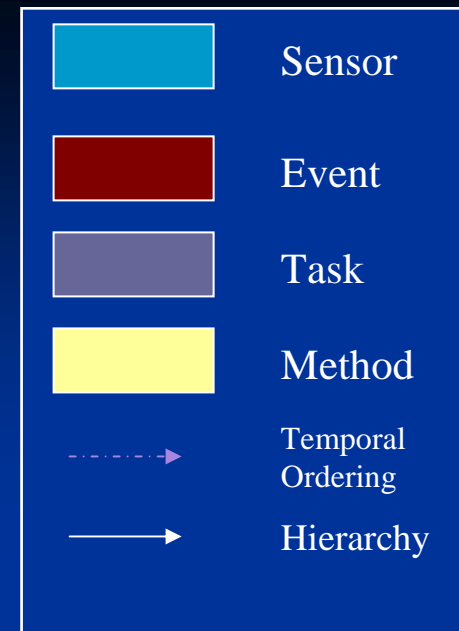 Sensor
Event
Task
Method
Temporal
Ordering
Hierarchy